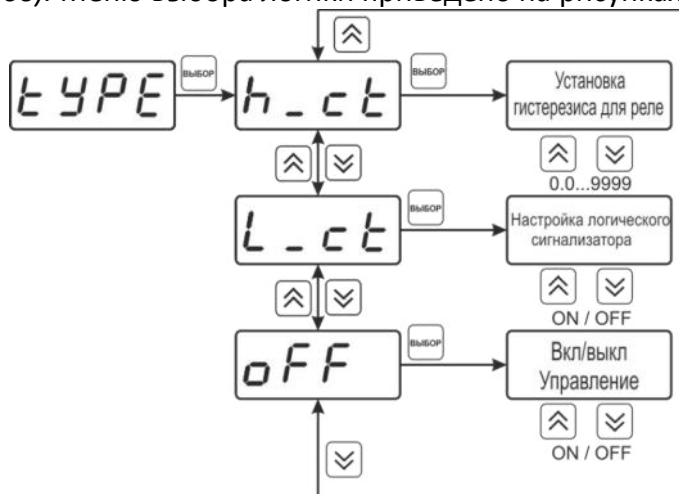 Меню выбора логики приведено на рисунках
tYPE
ВЫБОР
h_ct
ВЫБОР
Установка
гистерезиса для реле
0.0...9999
L_ct
ВЫБОР
Настройка логического
сигнализатора
ON / OFF
oFF
ВЫБОР
Вкл/выкл
Управление
ON / OFF